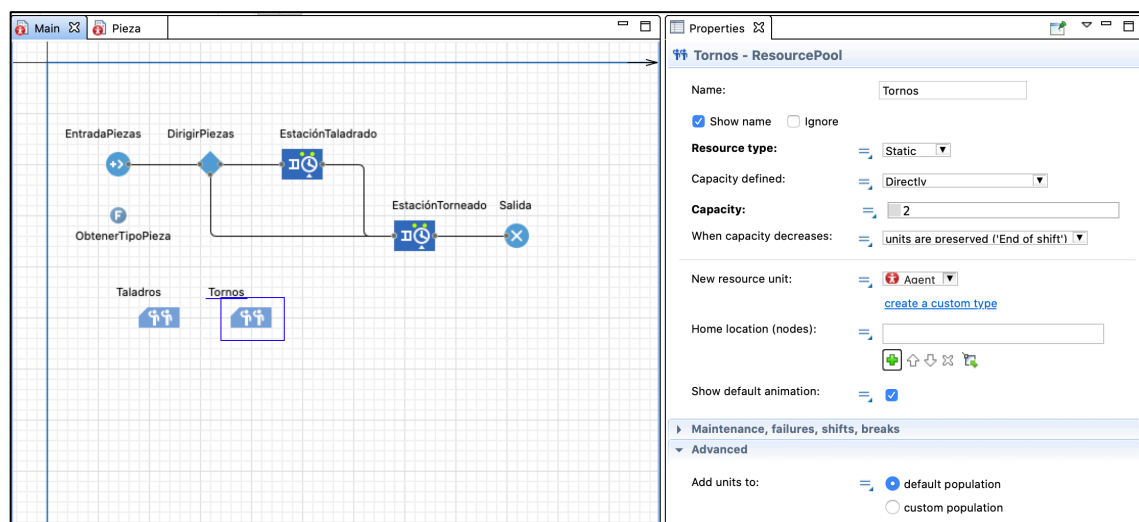 Main
Pieza
EntradaPiezas
DirigirPiezas
EstaciónTaladrado
ObtenerTipoPieza
EstaciónTorneado
Salida
Taladros
Tornos
Properties
Tornos - ResourcePool
Name:
Tornos
Show name
Ignore
Resource type:
Static
Capacity defined:
Directly
Capacity:
2
When capacity decreases:
units are preserved ('End of shift')
New resource unit:
Agent
create a custom type
Home location (nodes):
Show default animation:
Maintenance, failures, shifts, breaks
Advanced
Add units to:
default population
custom population